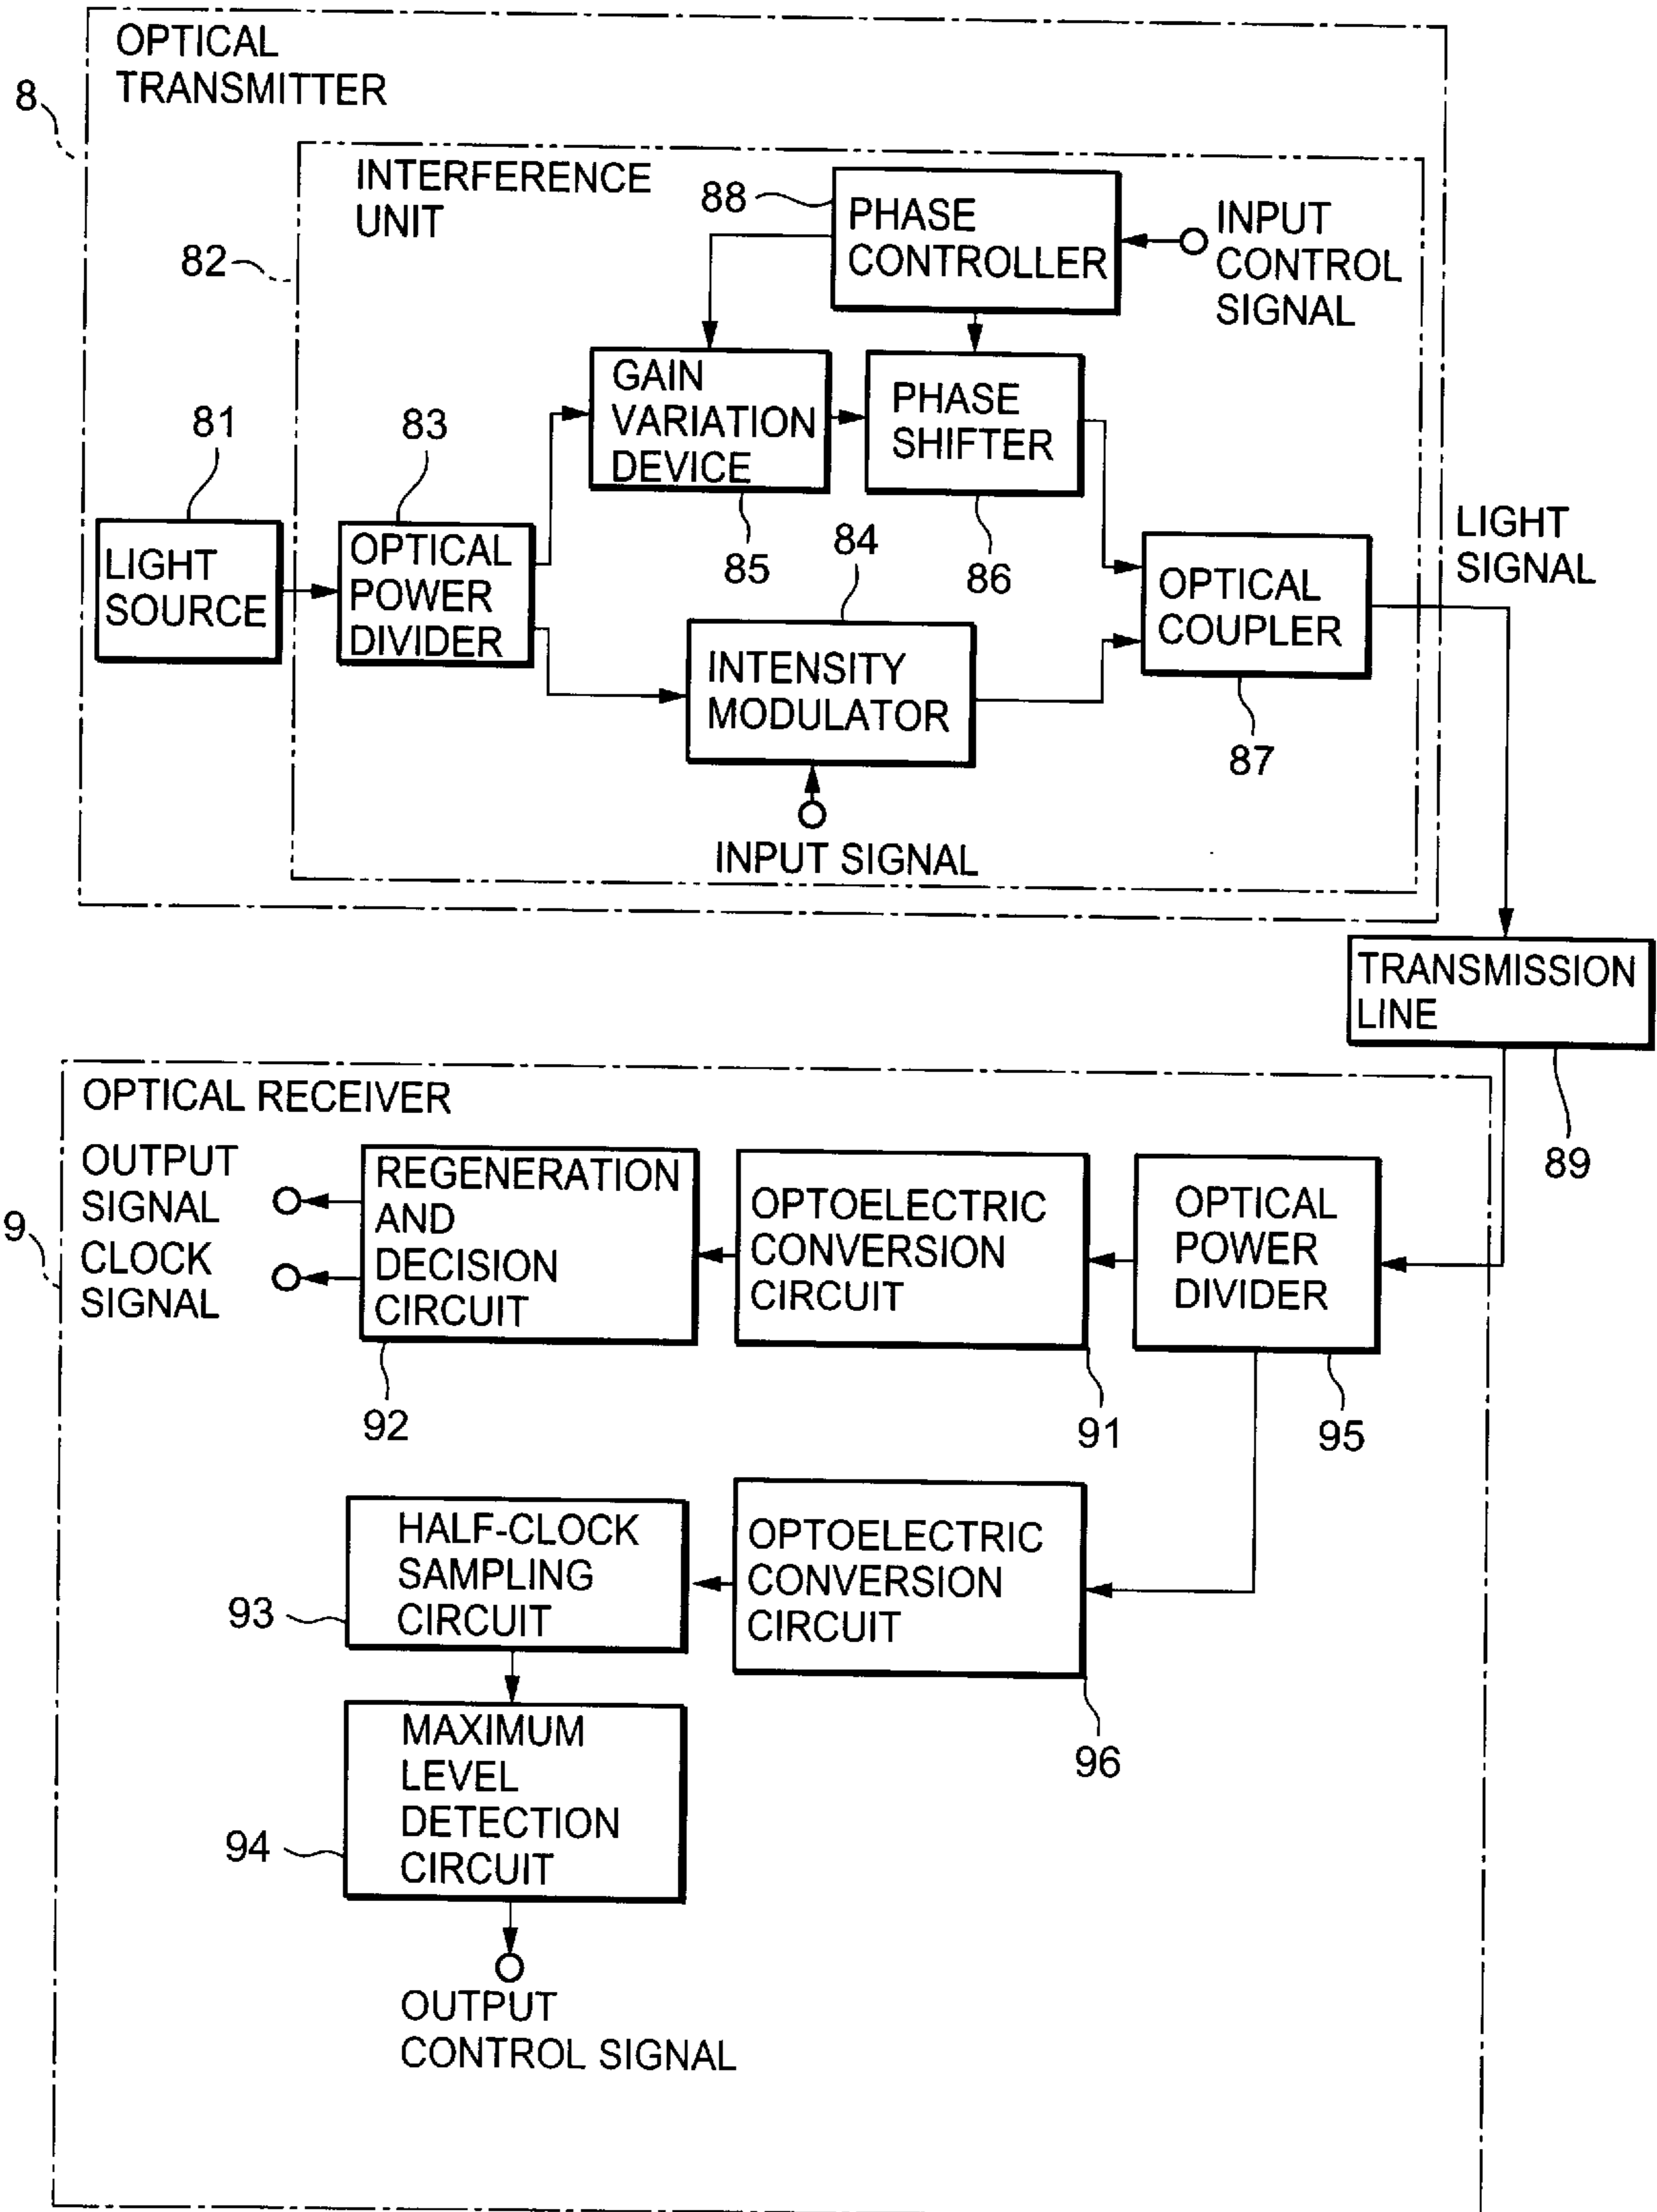 OPTICAL
TRANSMITTER
8
INTERFERENCE
UNIT
82
88
PHASE
CONTROLLER
INPUT
CONTROL
SIGNAL
GAIN
VARIATION
DEVICE
85
PHASE
SHIFTER
86
81
LIGHT
SOURCE
83
OPTICAL
POWER
DIVIDER
84
INTENSITY
MODULATOR
INPUT SIGNAL
OPTICAL
COUPLER
87
LIGHT
SIGNAL
TRANSMISSION
LINE
89
OPTICAL RECEIVER
9
OUTPUT
SIGNAL
CLOCK
SIGNAL
REGENERATION
AND
DECISION
CIRCUIT
92
OPTOELECTRIC
CONVERSION
CIRCUIT
91
OPTICAL
POWER
DIVIDER
95
HALF-CLOCK
SAMPLING
CIRCUIT
93
OPTOELECTRIC
CONVERSION
CIRCUIT
96
MAXIMUM
LEVEL
DETECTION
CIRCUIT
94
OUTPUT
CONTROL SIGNAL